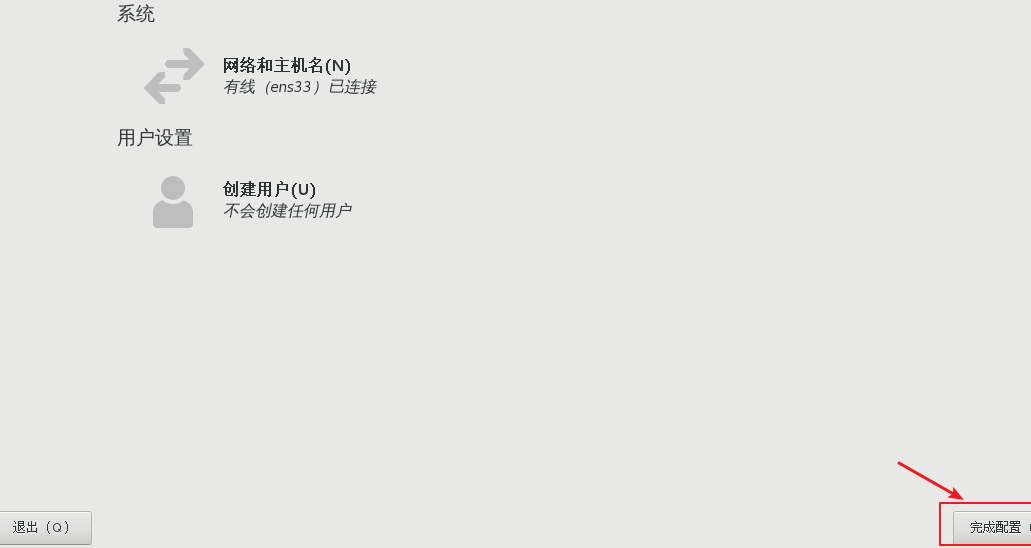 系统
网络和主机名(N)
有线（ens33）已连接
用户设置
创建用户(U)
不会创建任何用户
退出（Q）
完成配置